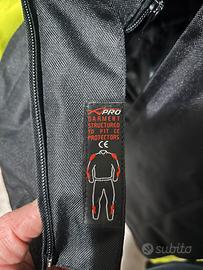 PRO
GARMENT
STRUCTURED
TO FIT CE
PROTECTORS
CE
subito